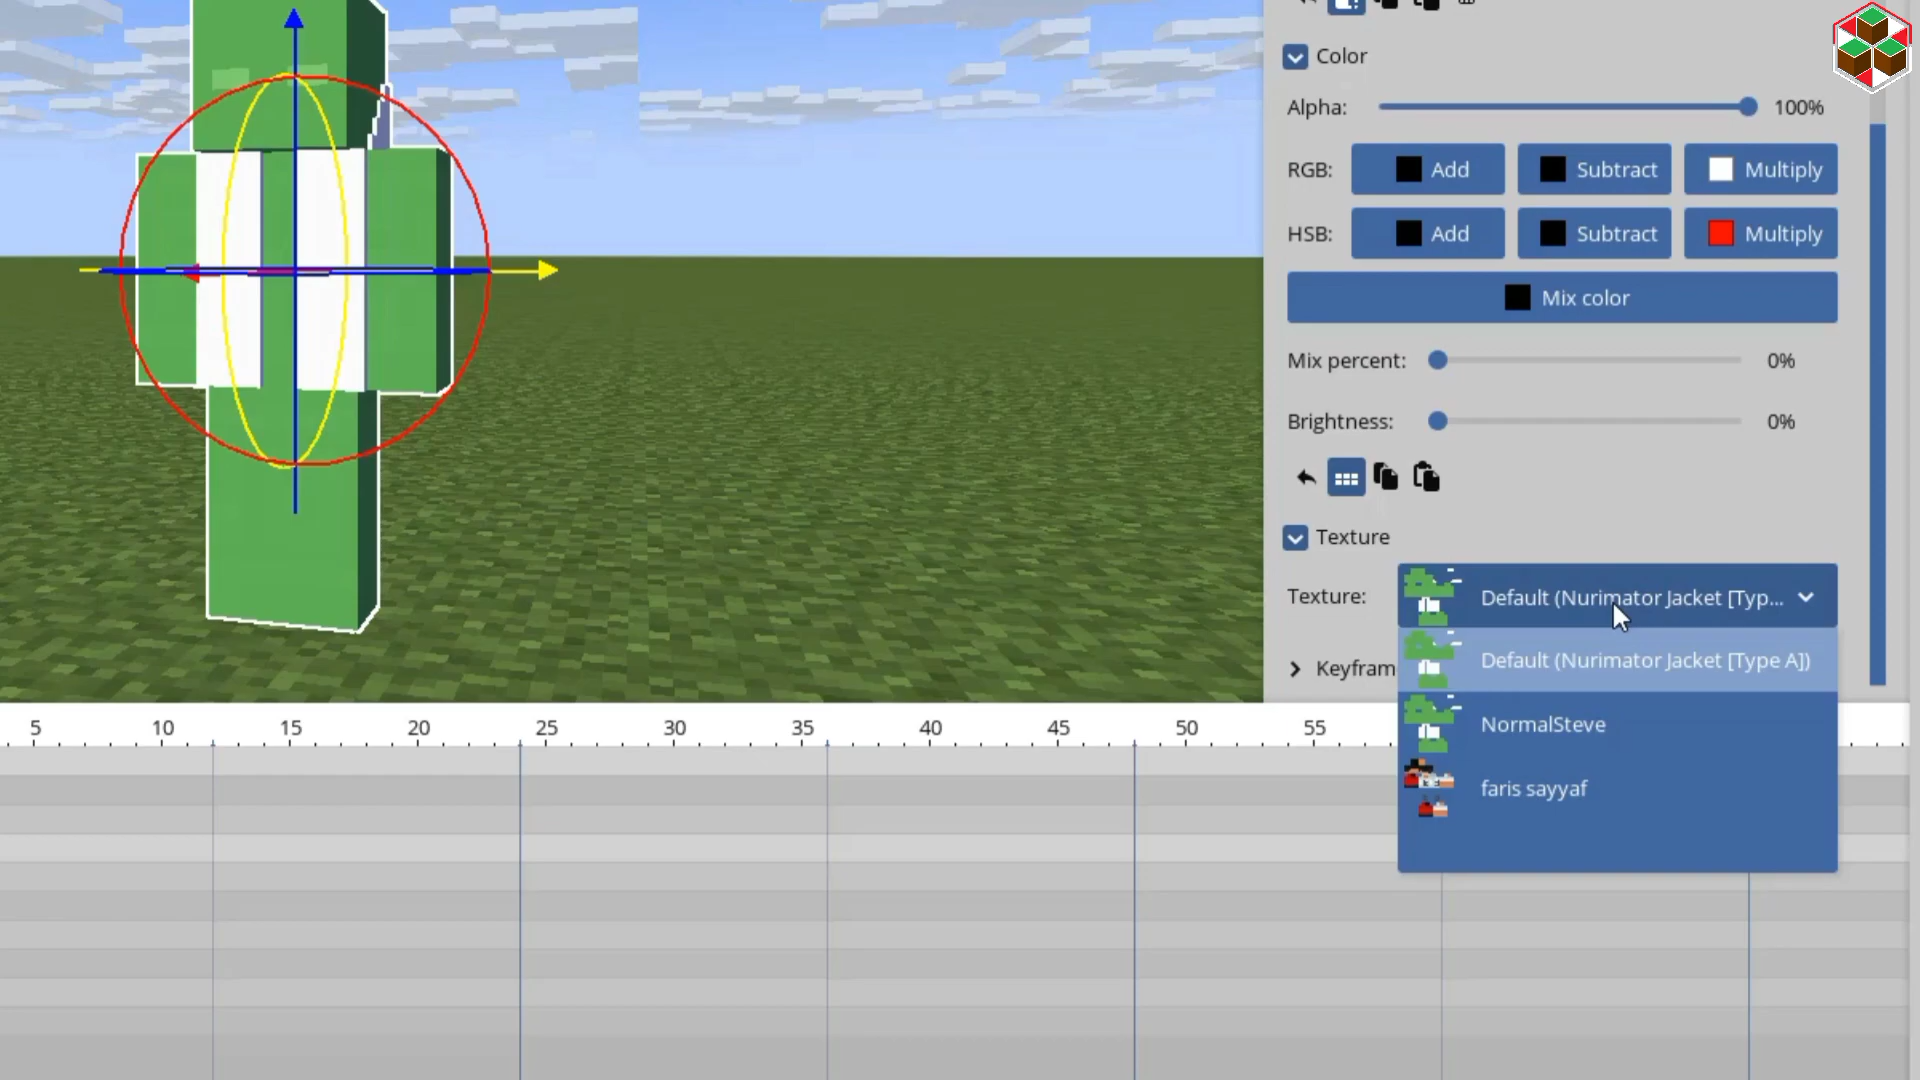 Color
Alpha: 100%
RGB: Add Subtract Multiply
HSB: Add Subtract Multiply
Mix color
Mix percent: 0%
Brightness: 0%
Texture
Texture: Default (Nurimator Jacket [Typ...
Default (Nurimator Jacket [Type A])
Keyfram
NormalSteve
faris sayyaf
5 10 15 20 25 30 35 40 45 50 55